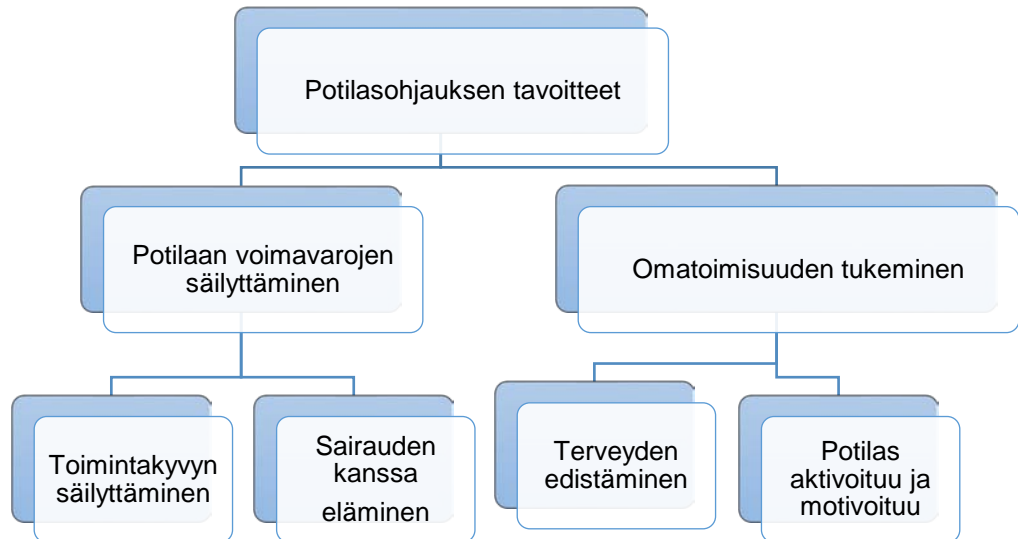 Potilasohjauksen tavoitteet
Potilaan voimavarojen
säilyttäminen
Omatoimisuuden tukeminen
Toimintakyvyn
säilyttäminen
Sairauden
kanssa
eläminen
Terveyden
edistäminen
Potilas
aktivoituu ja
motivoituu